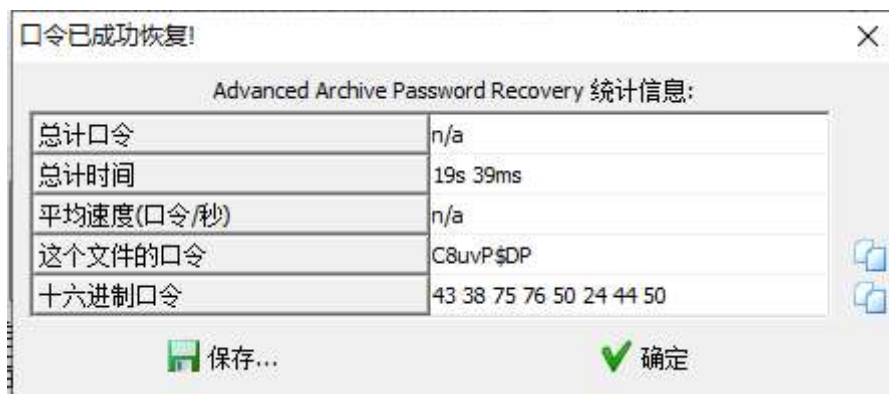 口令已成功恢复!
Advanced Archive Password Recovery 统计信息:
总计口令 n/a
总计时间 19s 39ms
平均速度(口令/秒) n/a
这个文件的口令 C8uvP$DP
十六进制口令 43 38 75 76 50 24 44 50
保存... 确定